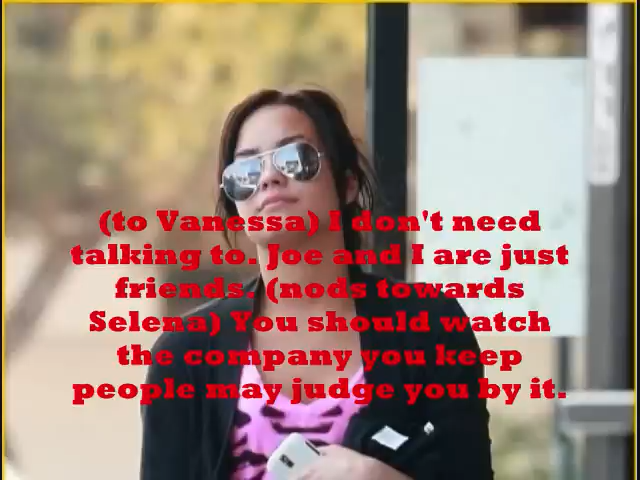 (to Vanessa) I don't need
talking to. Joe and I are just
friends. (nods towards
Selena) You should watch
the company you keep
people may judge you by it.